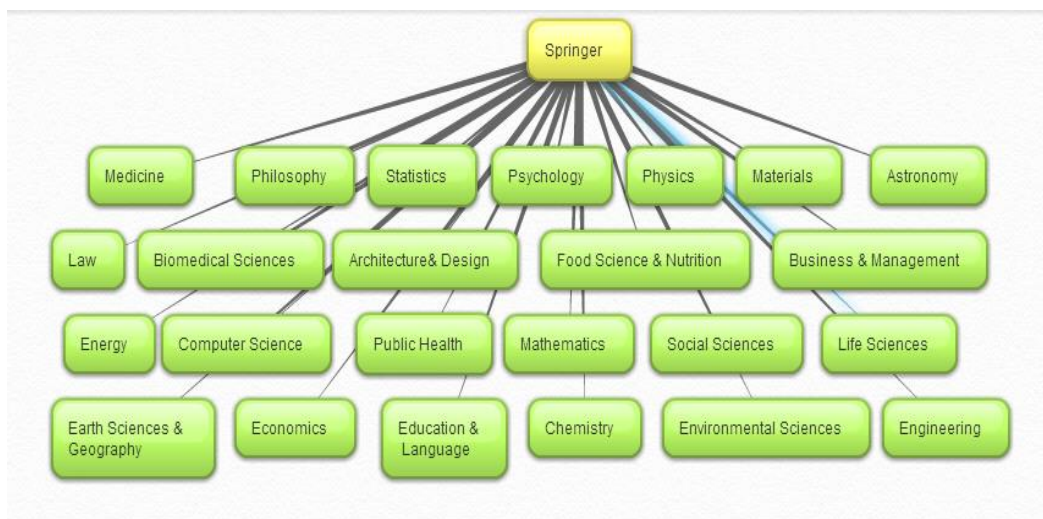 Springer
Medicine
Philosophy
Statistics
Psychology
Physics
Materials
Astronomy
Law
Biomedical Sciences
Architecture& Design
Food Science & Nutrition
Business & Management
Energy
Computer Science
Public Health
Mathematics
Social Sciences
Life Sciences
Earth Sciences &
Geography
Economics
Education &
Language
Chemistry
Environmental Sciences
Engineering